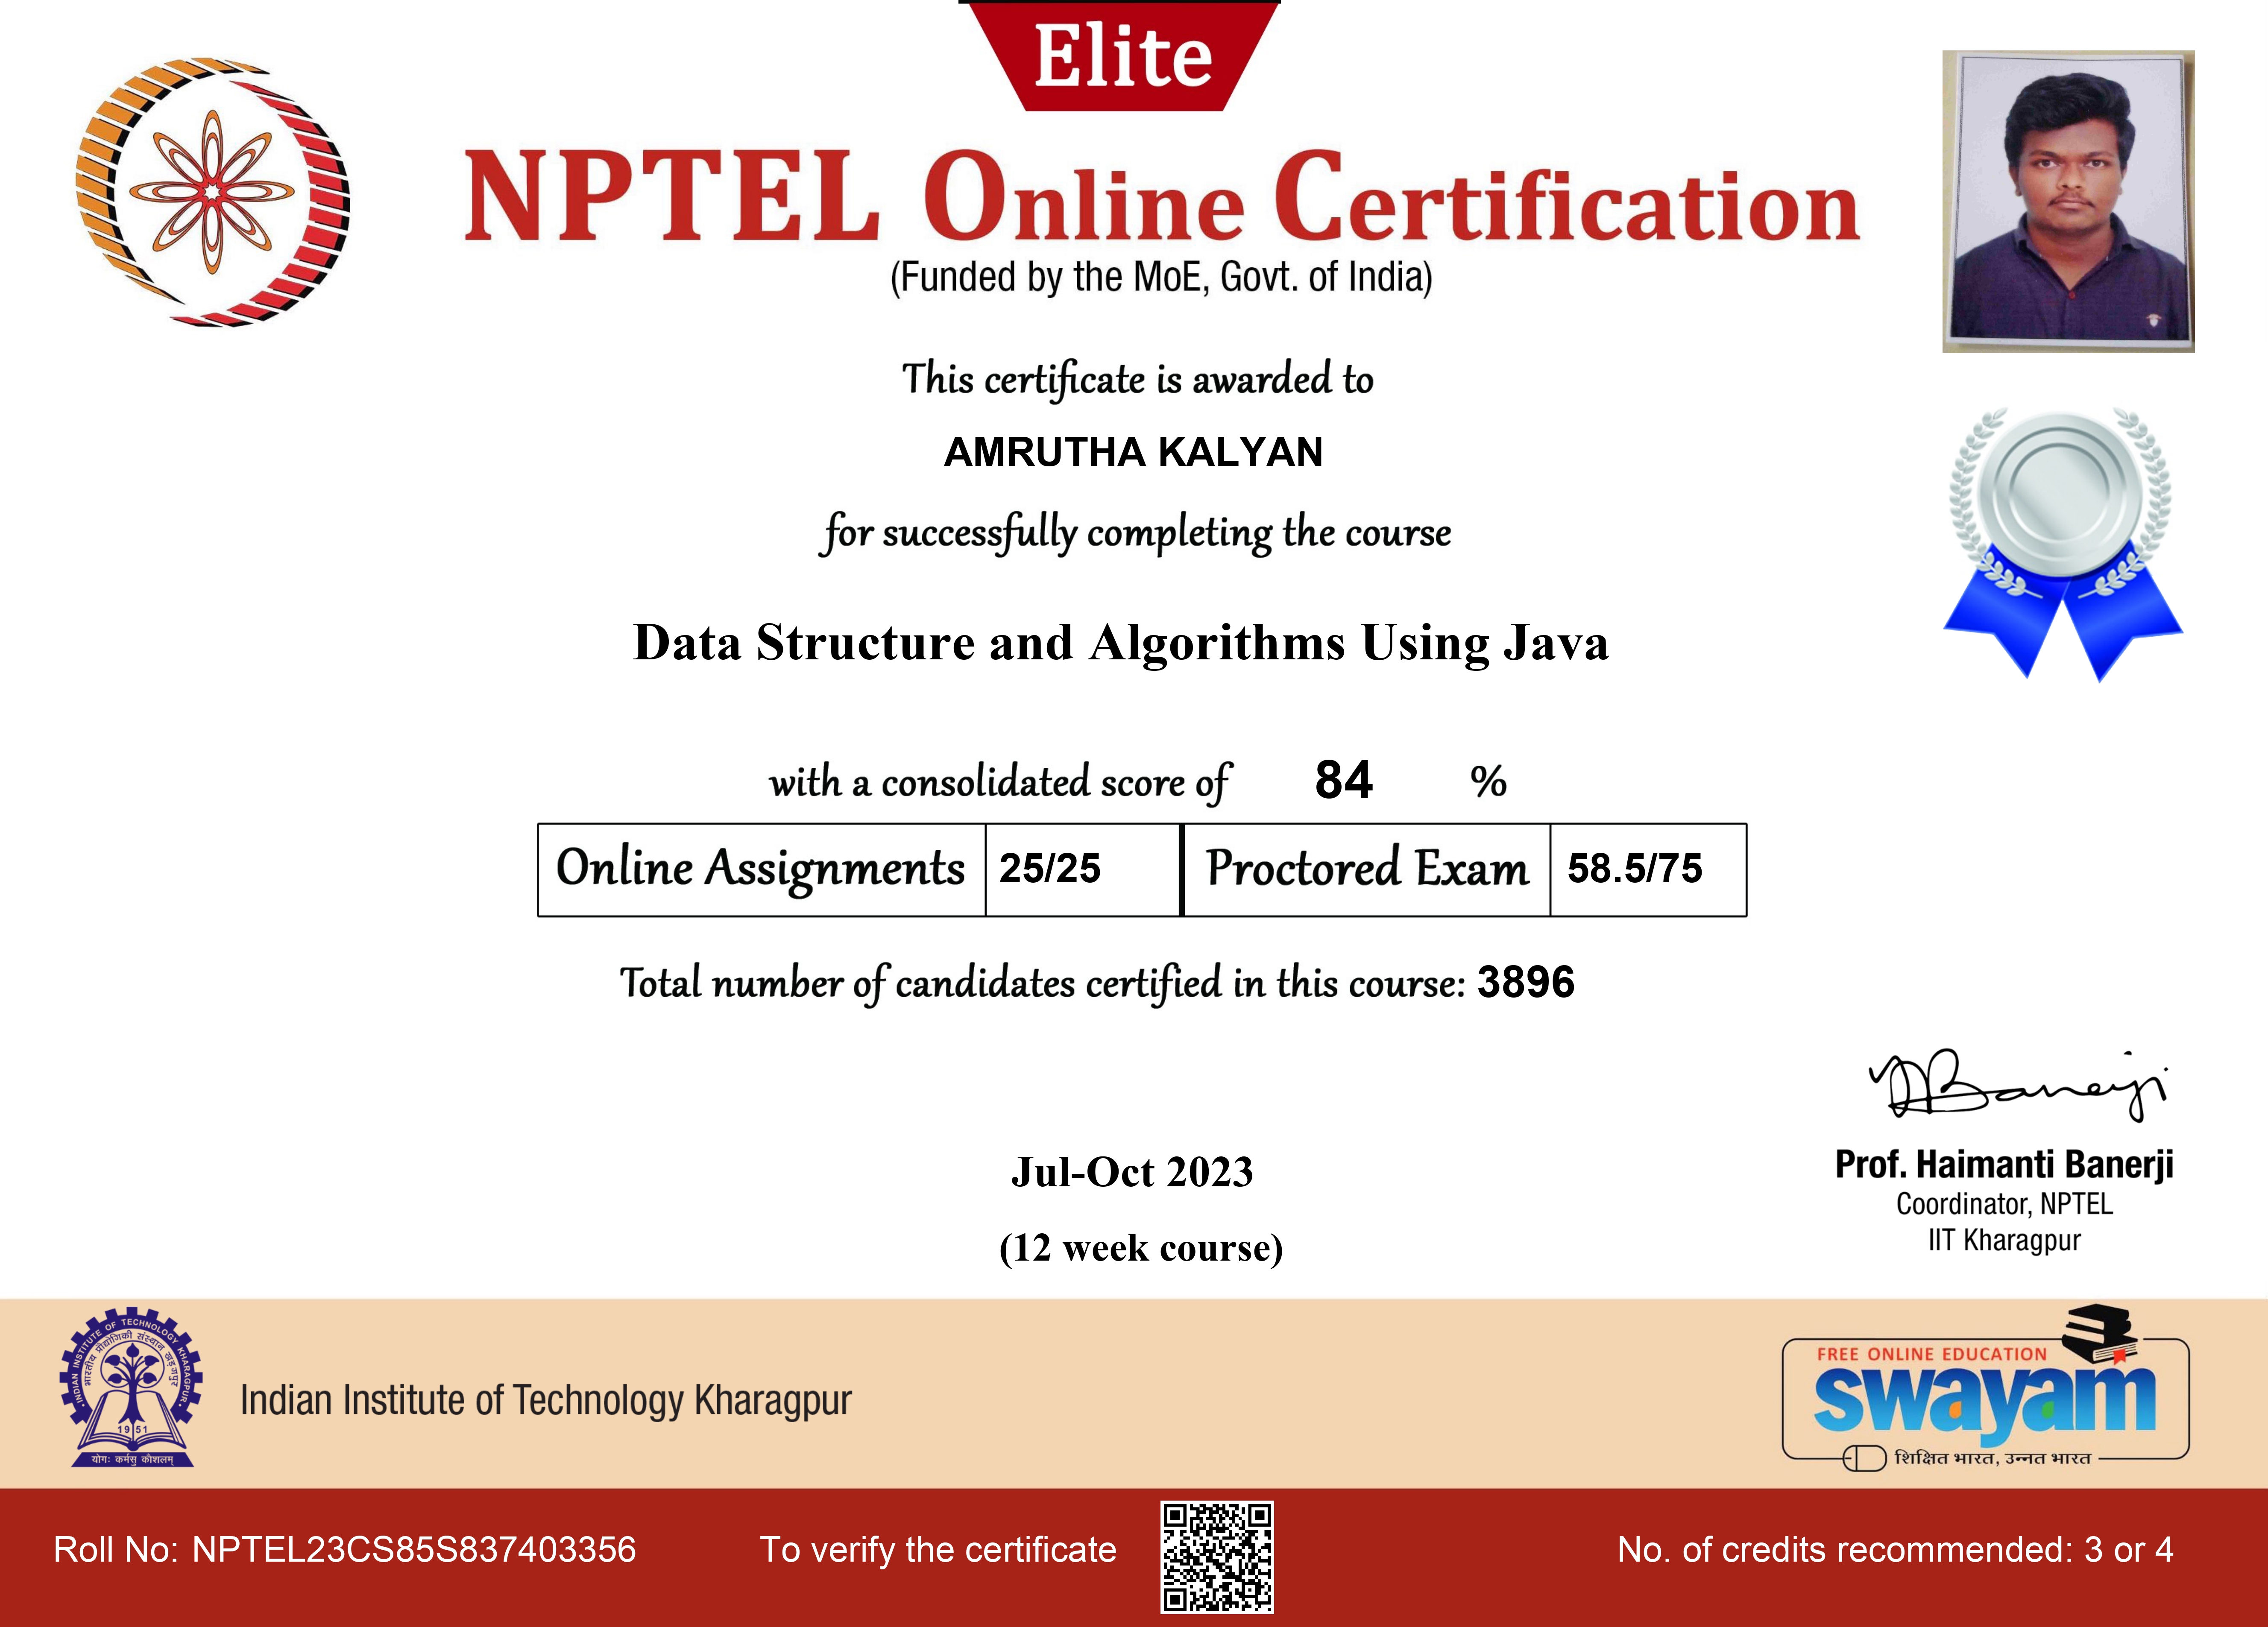 Elite
NPTEL Online Certification
(Funded by the MoE, Govt. of India)
This certificate is awarded to
AMRUTHA KALYAN
for successfully completing the course
Data Structure and Algorithms Using Java
with a consolidated score of 84 %
Online Assignments 25/25 Proctored Exam 58.5/75
Total number of candidates certified in this course: 3896
Banerji
Prof. Haimanti Banerji
Coordinator, NPTEL
IIT Kharagpur
Jul-Oct 2023
(12 week course)
INDIAN INSTITUTE OF TECHNOLOGY KHARAGPUR
भारतीय प्रौद्योगिकी संस्थान खड़गपुर
19 51
योगः कर्मसु कौशलम्
Indian Institute of Technology Kharagpur
FREE ONLINE EDUCATION
swayam
शिक्षित भारत, उन्नत भारत
Roll No: NPTEL23CS85S837403356
To verify the certificate
No. of credits recommended: 3 or 4